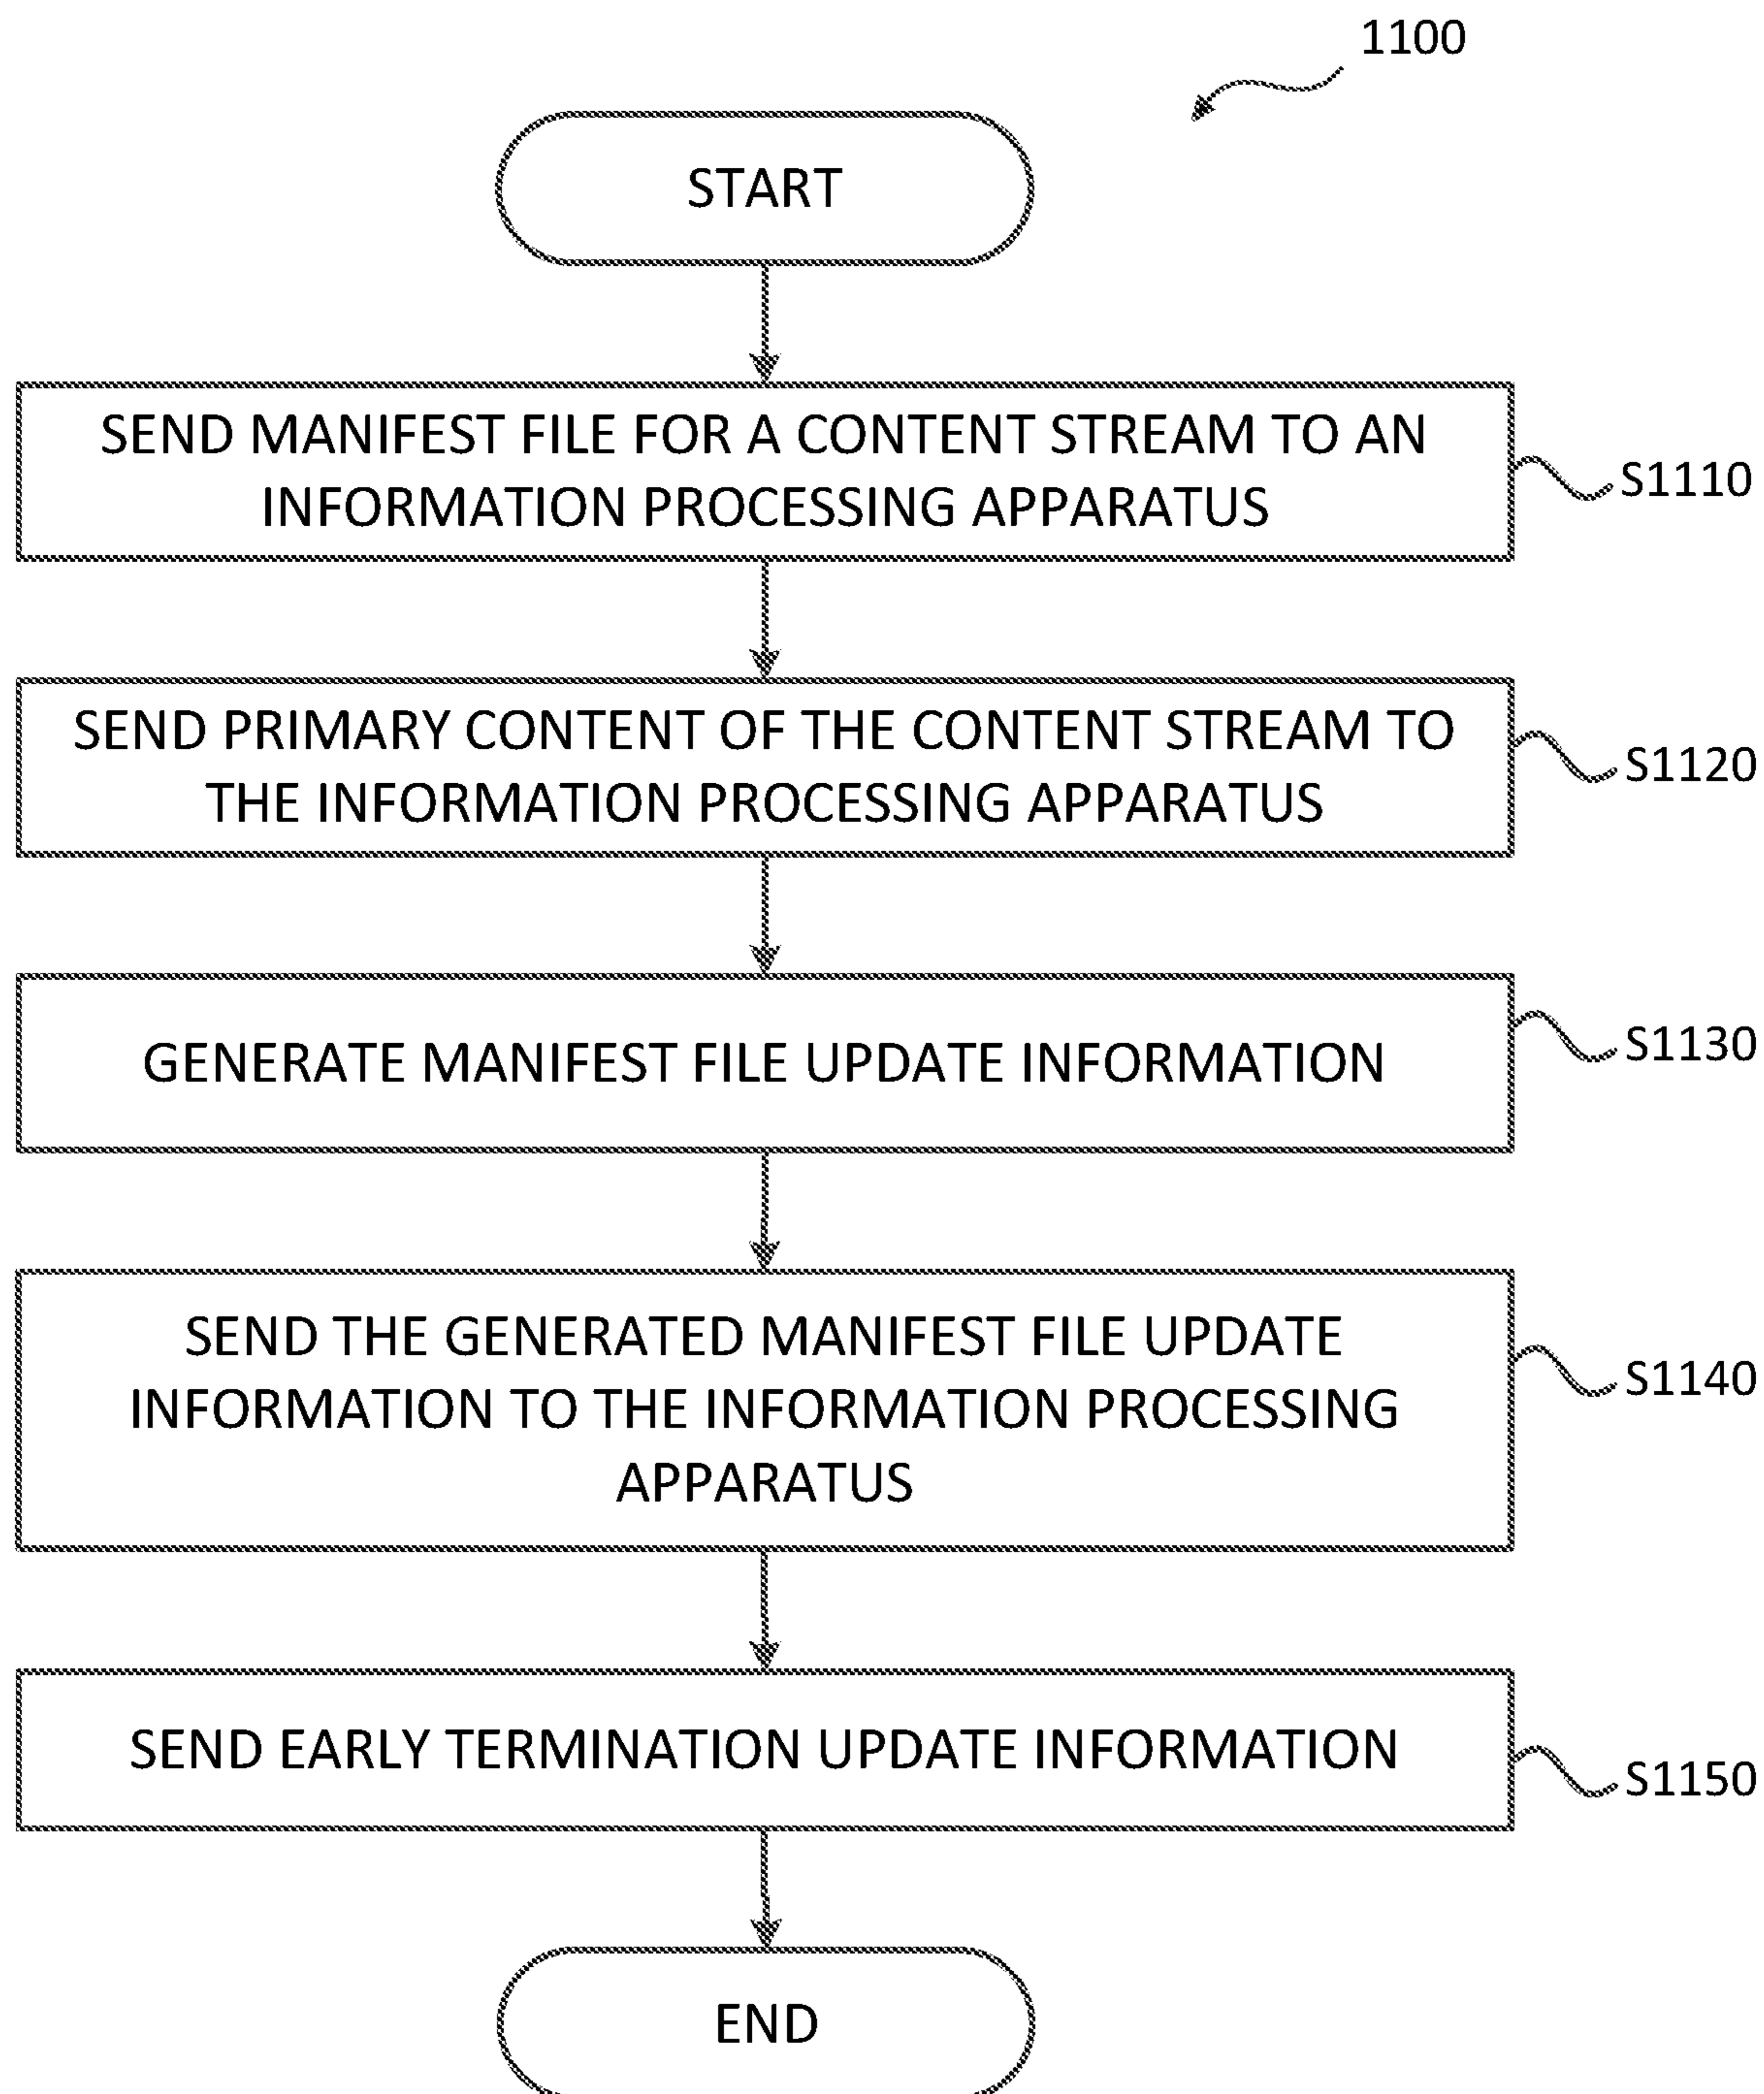 1100
START
SEND MANIFEST FILE FOR A CONTENT STREAM TO AN
INFORMATION PROCESSING APPARATUS
S1110
SEND PRIMARY CONTENT OF THE CONTENT STREAM TO
THE INFORMATION PROCESSING APPARATUS
S1120
GENERATE MANIFEST FILE UPDATE INFORMATION
S1130
SEND THE GENERATED MANIFEST FILE UPDATE
INFORMATION TO THE INFORMATION PROCESSING
APPARATUS
S1140
SEND EARLY TERMINATION UPDATE INFORMATION
S1150
END